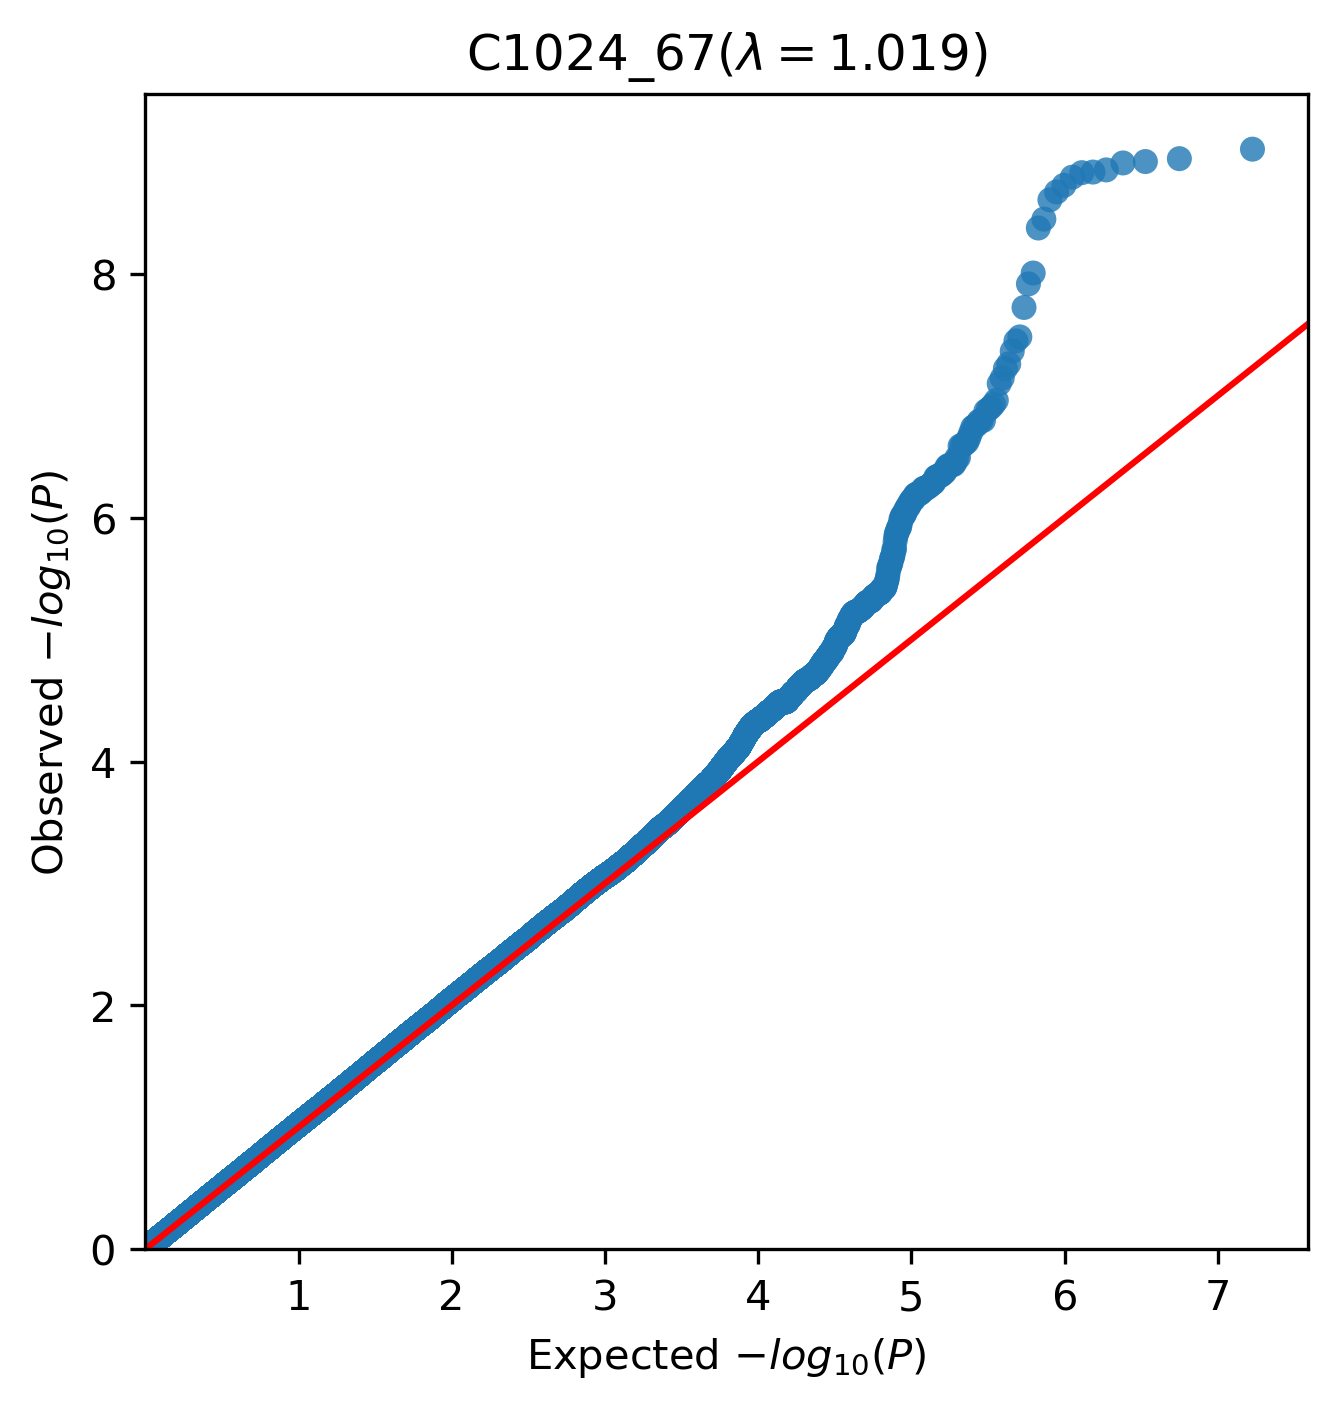 C1024_67(λ = 1.019)
Observed −log₁₀(P)
8
6
4
2
0
1 2 3 4 5 6 7
Expected −log₁₀(P)